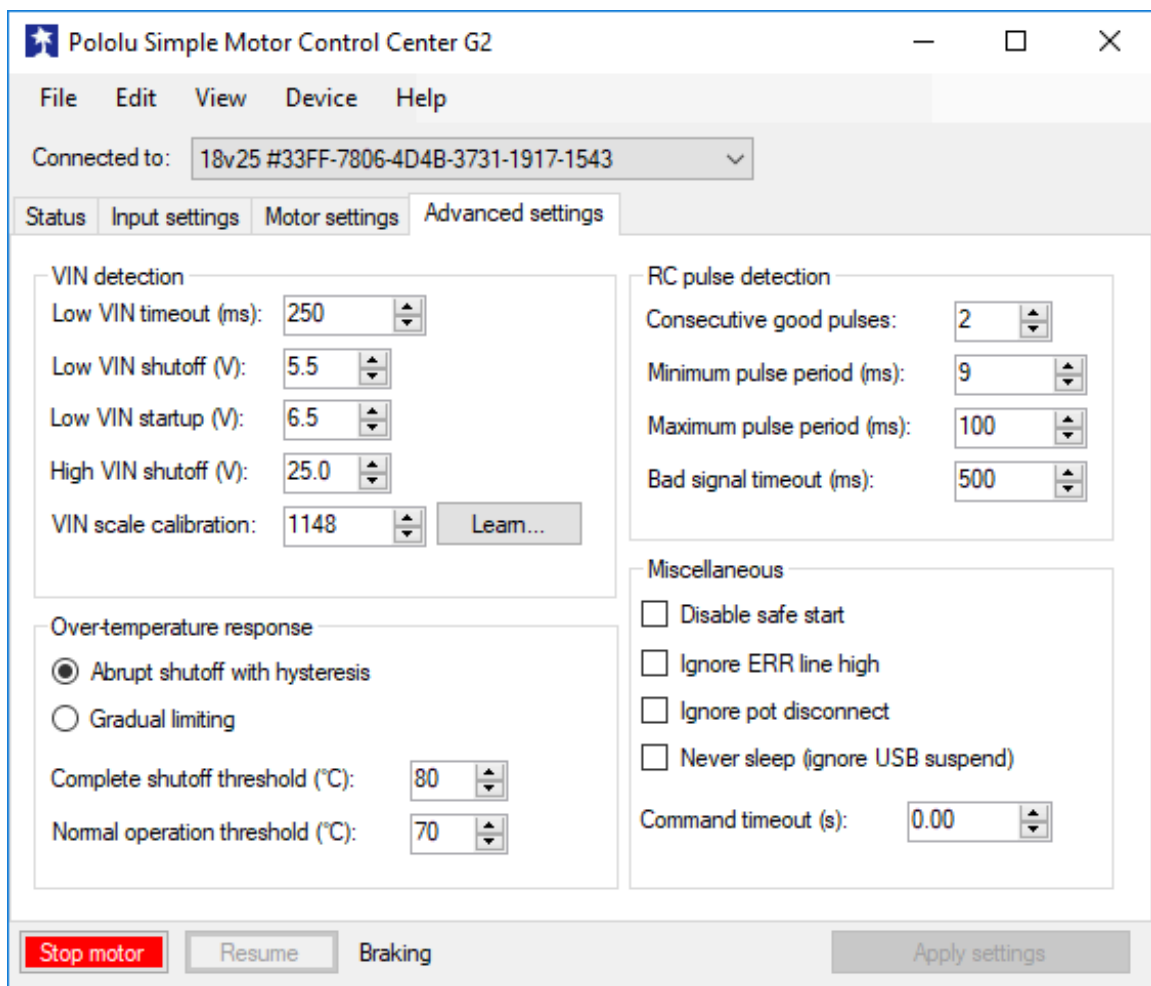 Pololu Simple Motor Control Center G2
File Edit View Device Help
Connected to: 18v25 #33FF-7806-4D4B-3731-1917-1543
Status Input settings Motor settings Advanced settings
VIN detection
Low VIN timeout (ms): 250
Low VIN shutoff (V): 5.5
Low VIN startup (V): 6.5
High VIN shutoff (V): 25.0
VIN scale calibration: 1148 Learn...
Over-temperature response
Abrupt shutoff with hysteresis
Gradual limiting
Complete shutoff threshold (°C): 80
Normal operation threshold (°C): 70
RC pulse detection
Consecutive good pulses: 2
Minimum pulse period (ms): 9
Maximum pulse period (ms): 100
Bad signal timeout (ms): 500
Miscellaneous
Disable safe start
Ignore ERR line high
Ignore pot disconnect
Never sleep (ignore USB suspend)
Command timeout (s): 0.00
Stop motor Resume Braking Apply settings